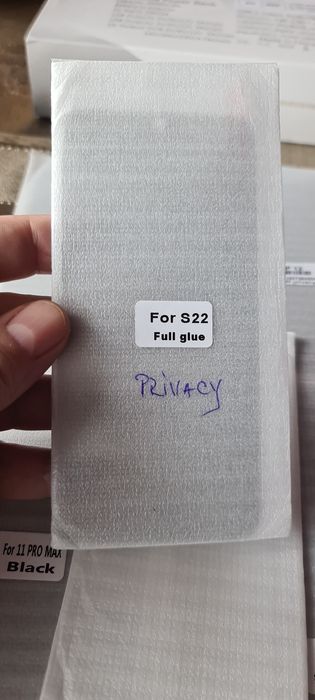 For S22
Full glue
PRIVACY
For 11 PRO MAX
Black